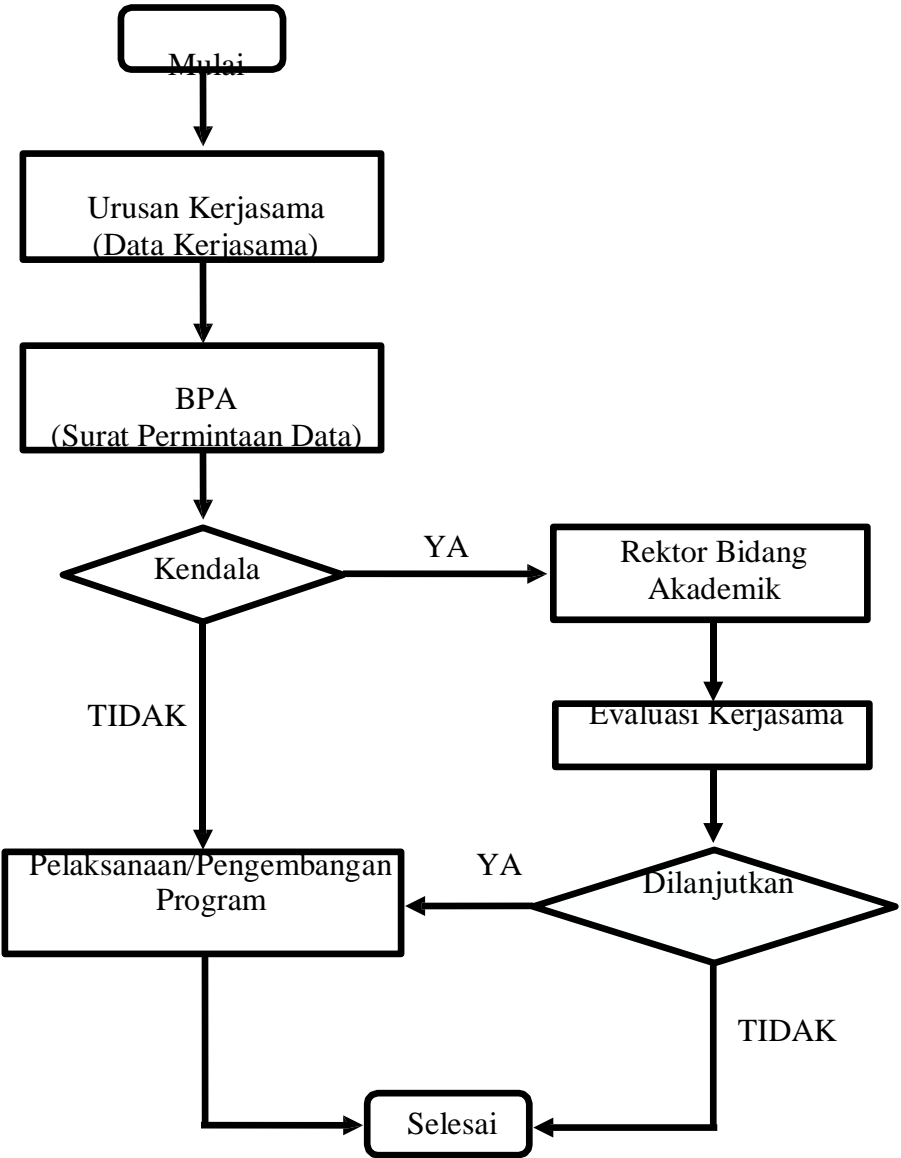 Mulai
Urusan Kerjasama
(Data Kerjasama)
BPA
(Surat Permintaan Data)
Kendala
YA
Rektor Bidang
Akademik
TIDAK
Evaluasi Kerjasama
Pelaksanaan/Pengembangan
Program
YA
Dilanjutkan
TIDAK
Selesai